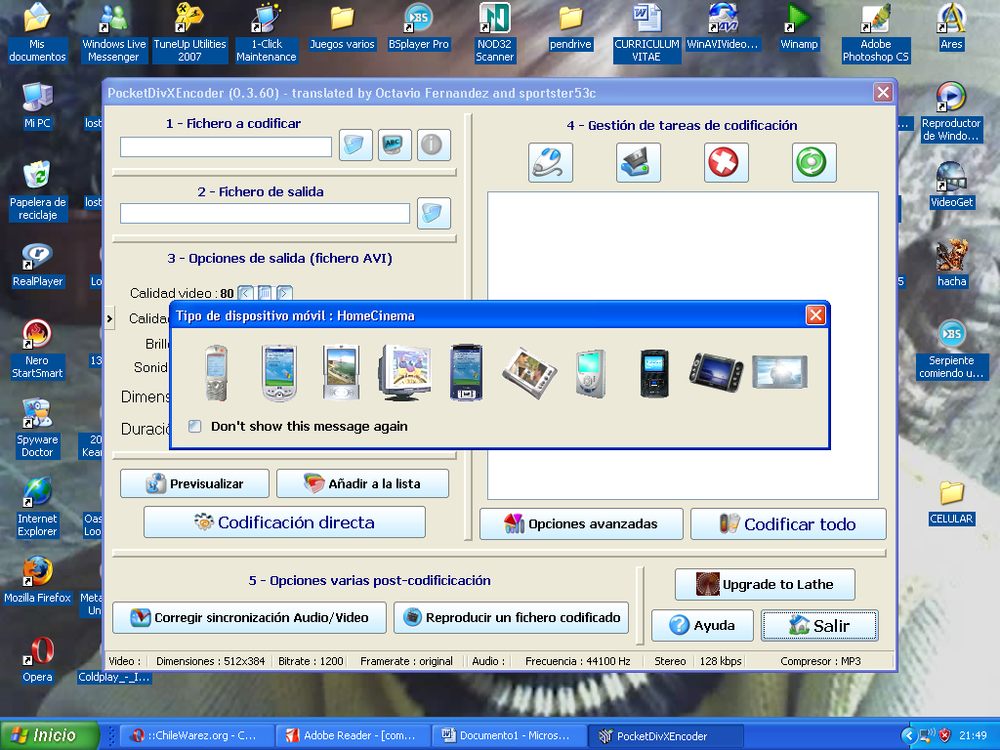 Mis
documentos
Windows Live
Messenger
TuneUp Utilities
2007
1-Click
Maintenance
Juegos varios
BSplayer Pro
NOD32
Scanner
pendrive
CURRICULUM
VITAE
WinAVIVideo...
Winamp
Adobe
Photoshop CS
Ares
Mi PC
Papelera de
reciclaje
RealPlayer
Nero
StartSmart
Spyware
Doctor
Internet
Explorer
Mozilla Firefox
Opera
lost
lost
Lo
13
20
Kear
Oas
Loo
Meta
Un
Coldplay_-_I...
PocketDivXEncoder (0.3.60) - translated by Octavio Fernandez and sportster53c
1 - Fichero a codificar
ABC
2 - Fichero de salida
3 - Opciones de salida (fichero AVI)
Calidad video : 80
Calida
Brill
Sonid
Dimens
Duració
4 - Gestión de tareas de codificación
Tipo de dispositivo móvil : HomeCinema
Don't show this message again
Previsualizar
Añadir a la lista
Codificación directa
Opciones avanzadas
Codificar todo
5 - Opciones varias post-codificicación
Corregir sincronización Audio/Video
Reproducir un fichero codificado
Upgrade to Lathe
Ayuda
Salir
Video :
Dimensiones : 512x384
Bitrate : 1200
Framerate : original
Audio :
Frecuencia : 44100 Hz
Stereo
128 kbps
Compresor : MP3
Reproductor
de Windo...
VideoGet
hacha
Serpiente
comiendo u...
CELULAR
Inicio
::ChileWarez.org - C...
Adobe Reader - [com...
Documento1 - Micros...
PocketDivXEncoder
21:49